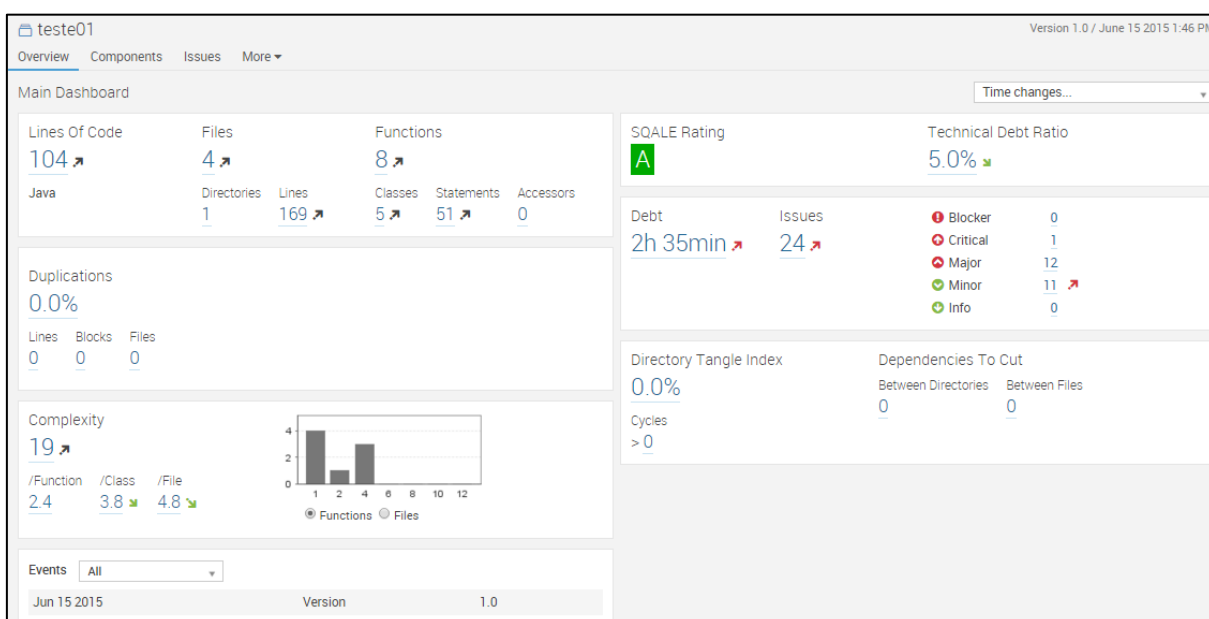 teste01
Version 1.0 / June 15 2015 1:46 PM
Overview Components Issues More
Main Dashboard
Time changes...
Lines Of Code Files Functions
104 4 8
Java Directories Lines Classes Statements Accessors
1 169 5 51 0
Duplications
0.0%
Lines Blocks Files
0 0 0
Complexity
19
/Function /Class /File
2.4 3.8 4.8
4
2
0
1 2 4 6 8 10 12
Functions Files
Events All
Jun 15 2015 Version 1.0
SQALE Rating Technical Debt Ratio
A 5.0%
Debt Issues
2h 35min 24
Blocker 0
Critical 1
Major 12
Minor 11
Info 0
Directory Tangle Index Dependencies To Cut
0.0% Between Directories Between Files
0 0
Cycles
> 0